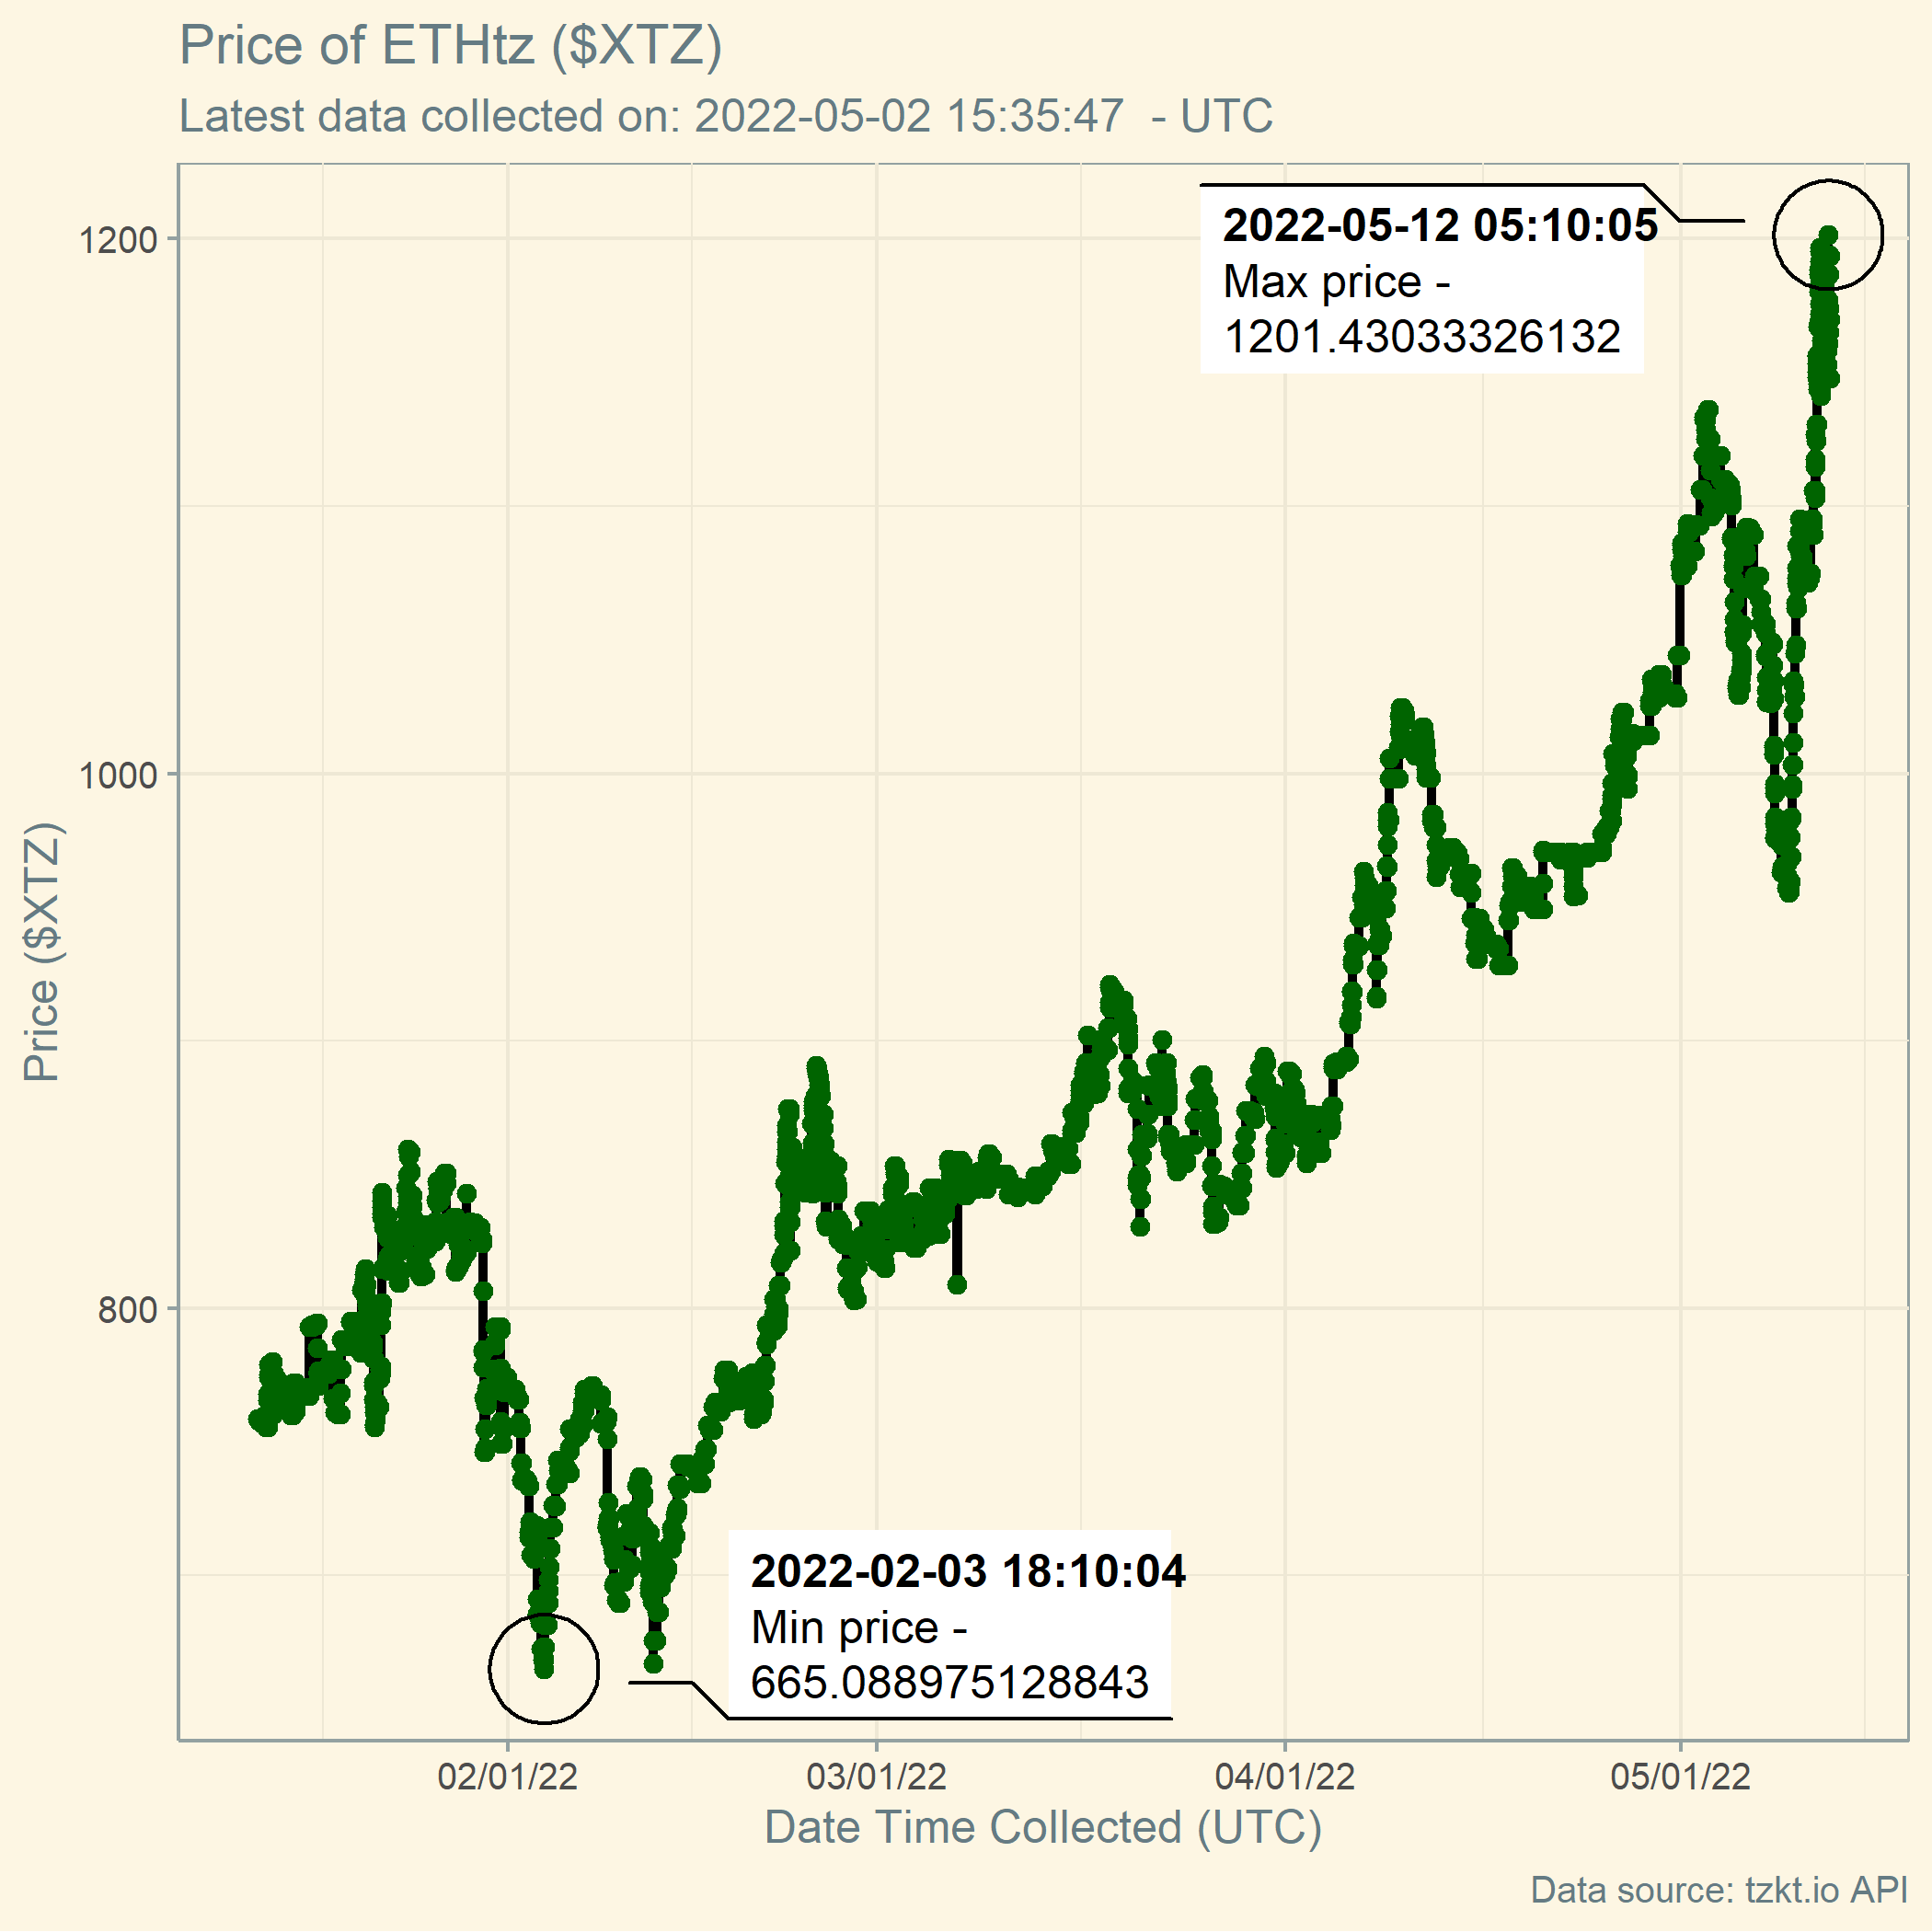 Price of ETHtz ($XTZ)
Latest data collected on: 2022-05-02 15:35:47  - UTC
2022-05-12 05:10:05
Max price -
1201.43033326132
1200
1000
800
Price ($XTZ)
2022-02-03 18:10:04
Min price -
665.088975128843
02/01/22
03/01/22
04/01/22
05/01/22
Date Time Collected (UTC)
Data source: tzkt.io API